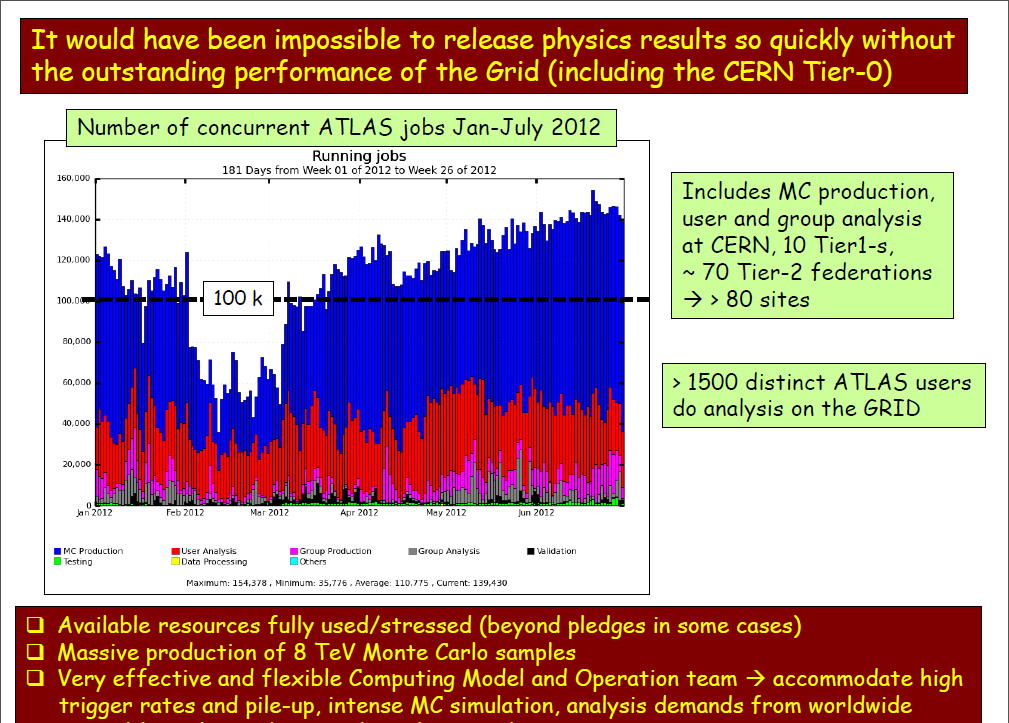 It would have been impossible to release physics results so quickly without
the outstanding performance of the Grid (including the CERN Tier-0)
Number of concurrent ATLAS jobs Jan-July 2012
Running jobs
181 Days from Week 01 of 2012 to Week 26 of 2012
160,000
140,000
120,000
100,000
80,000
60,000
40,000
20,000
0
100 k
Jan 2012 Feb 2012 Mar 2012 Apr 2012 May 2012 Jun 2012
MC Production User Analysis Group Production Group Analysis Validation
Testing Data Processing Others
Maximum: 154,378 , Minimum: 35,776 , Average: 110,775 , Current: 139,430
Includes MC production,
user and group analysis
at CERN, 10 Tier1-s,
~ 70 Tier-2 federations
→ > 80 sites
> 1500 distinct ATLAS users
do analysis on the GRID
❑ Available resources fully used/stressed (beyond pledges in some cases)
❑ Massive production of 8 TeV Monte Carlo samples
❑ Very effective and flexible Computing Model and Operation team → accommodate high
trigger rates and pile-up, intense MC simulation, analysis demands from worldwide